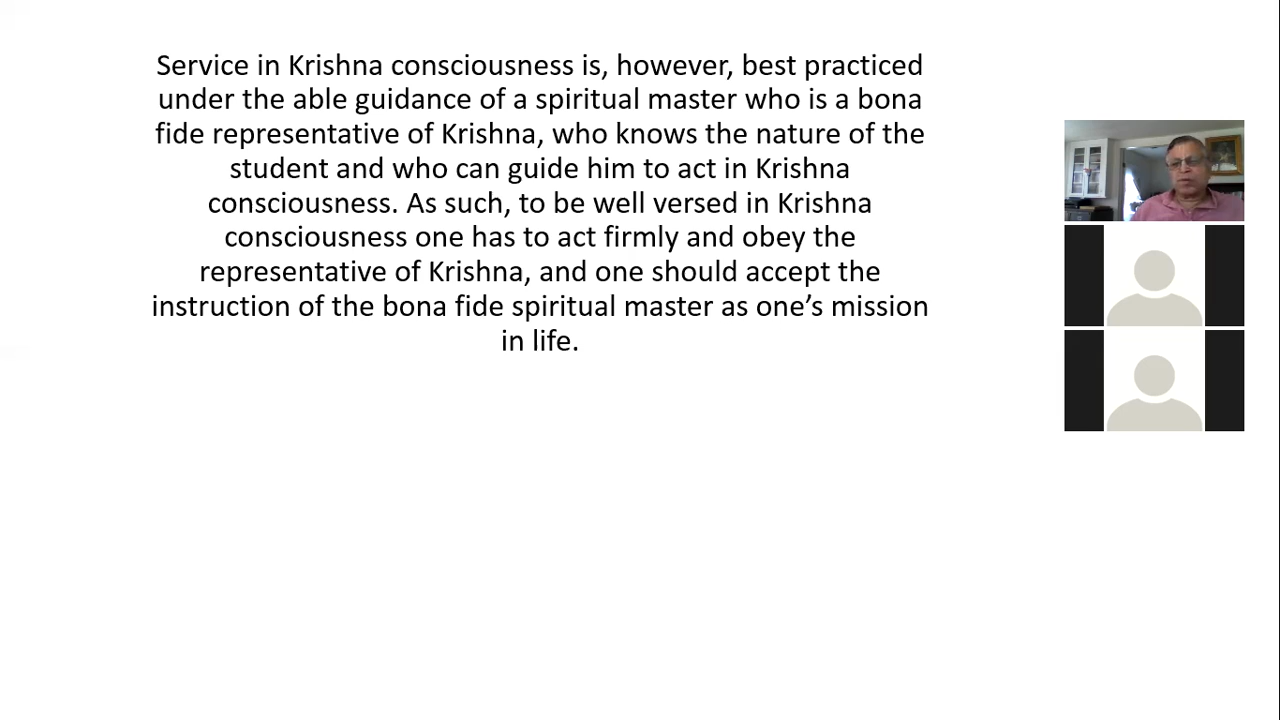 Service in Krishna consciousness is, however, best practiced
under the able guidance of a spiritual master who is a bona
fide representative of Krishna, who knows the nature of the
student and who can guide him to act in Krishna
consciousness. As such, to be well versed in Krishna
consciousness one has to act firmly and obey the
representative of Krishna, and one should accept the
instruction of the bona fide spiritual master as one’s mission
in life.